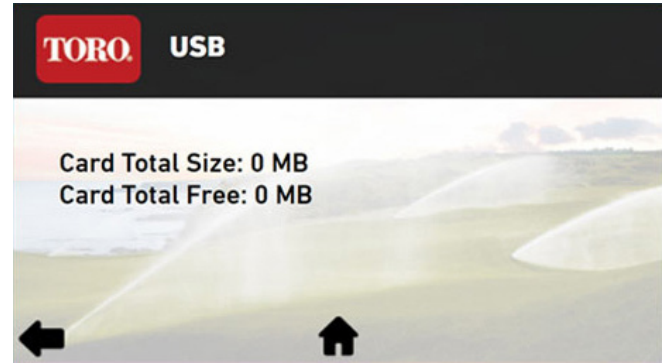 TORO.
USB
Card Total Size: 0 MB
Card Total Free: 0 MB